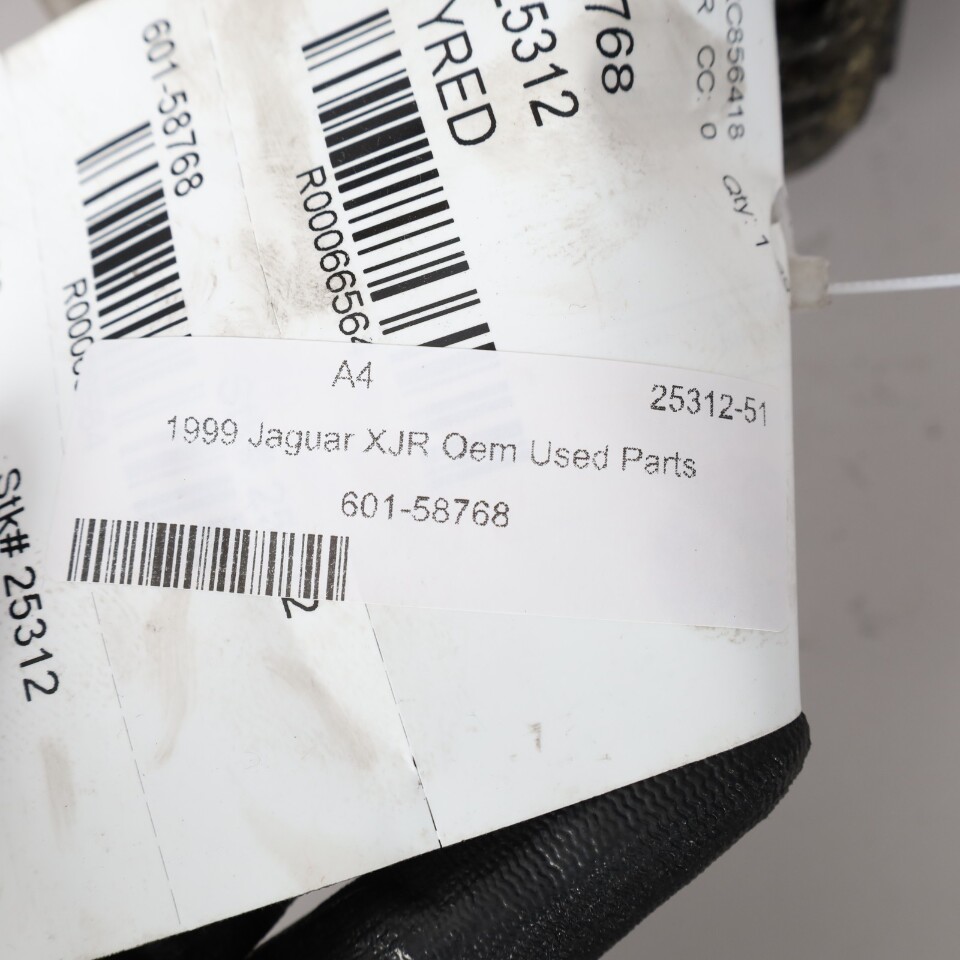 601-58768
YRED
25312
768
C856418
R CC: 0
Qty: 1
A4
25312-51
1999 Jaguar XJR Oem Used Parts
601-58768
Stk# 25312